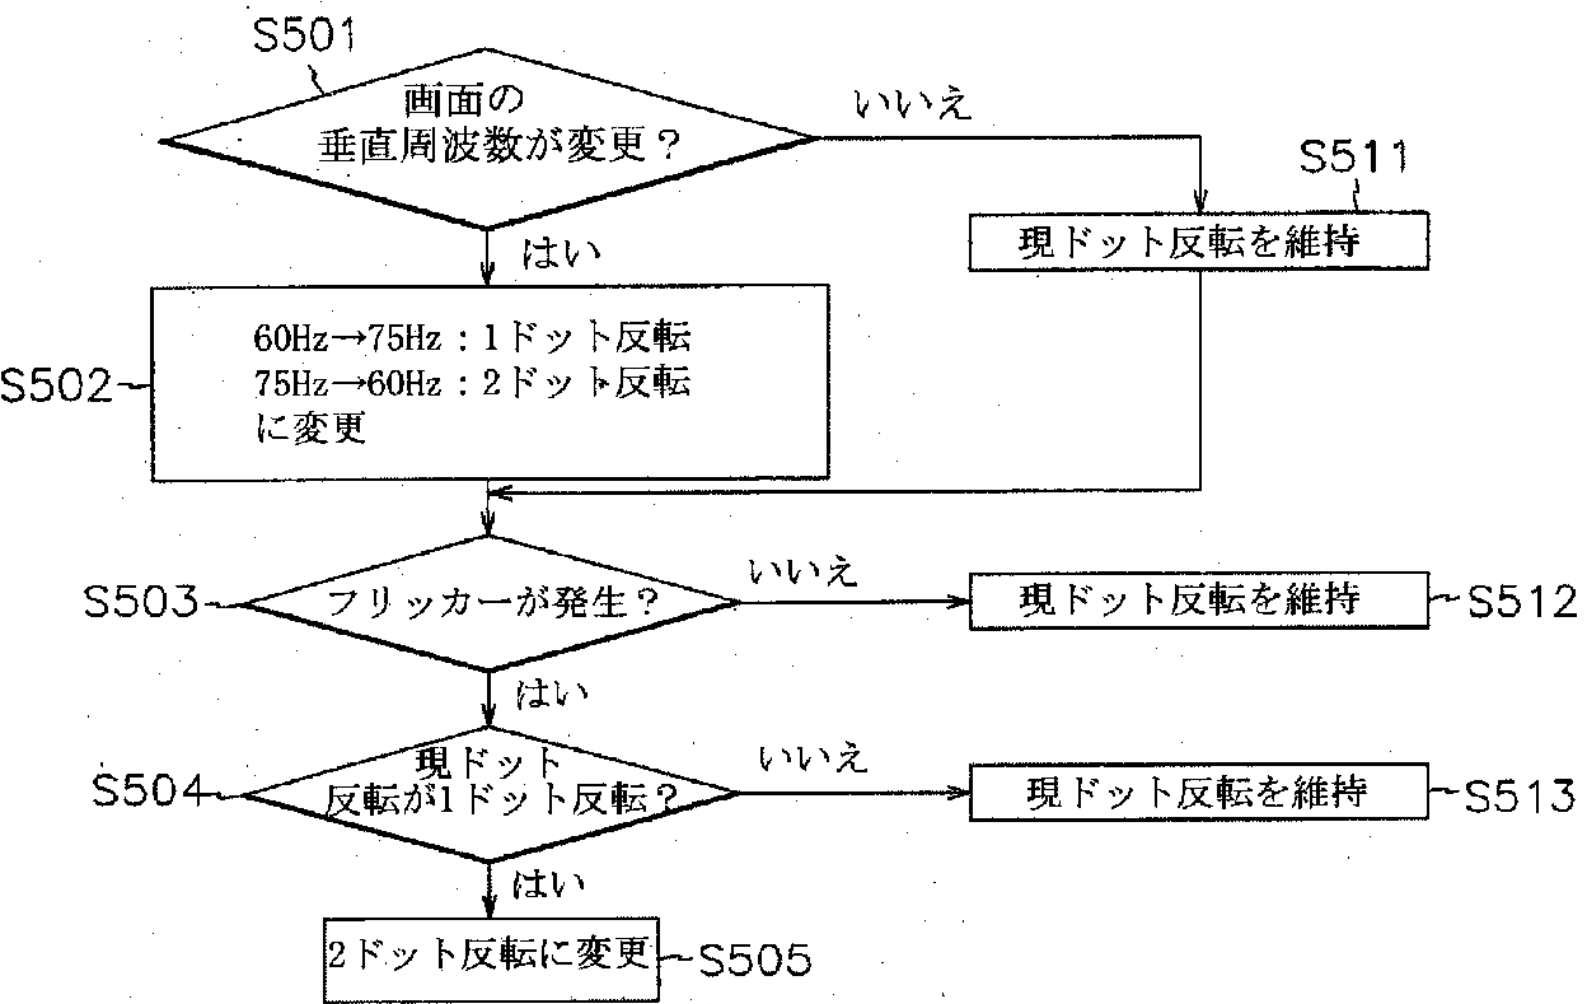 S501
画面の
垂直周波数が変更？
いいえ
S511
現ドット反転を維持
はい
S502
60Hz→75Hz：1ドット反転
75Hz→60Hz：2ドット反転
に変更
S503
フリッカーが発生？
いいえ
現ドット反転を維持
S512
はい
S504
現ドット
反転が1ドット反転？
いいえ
現ドット反転を維持
S513
はい
2ドット反転に変更
S505